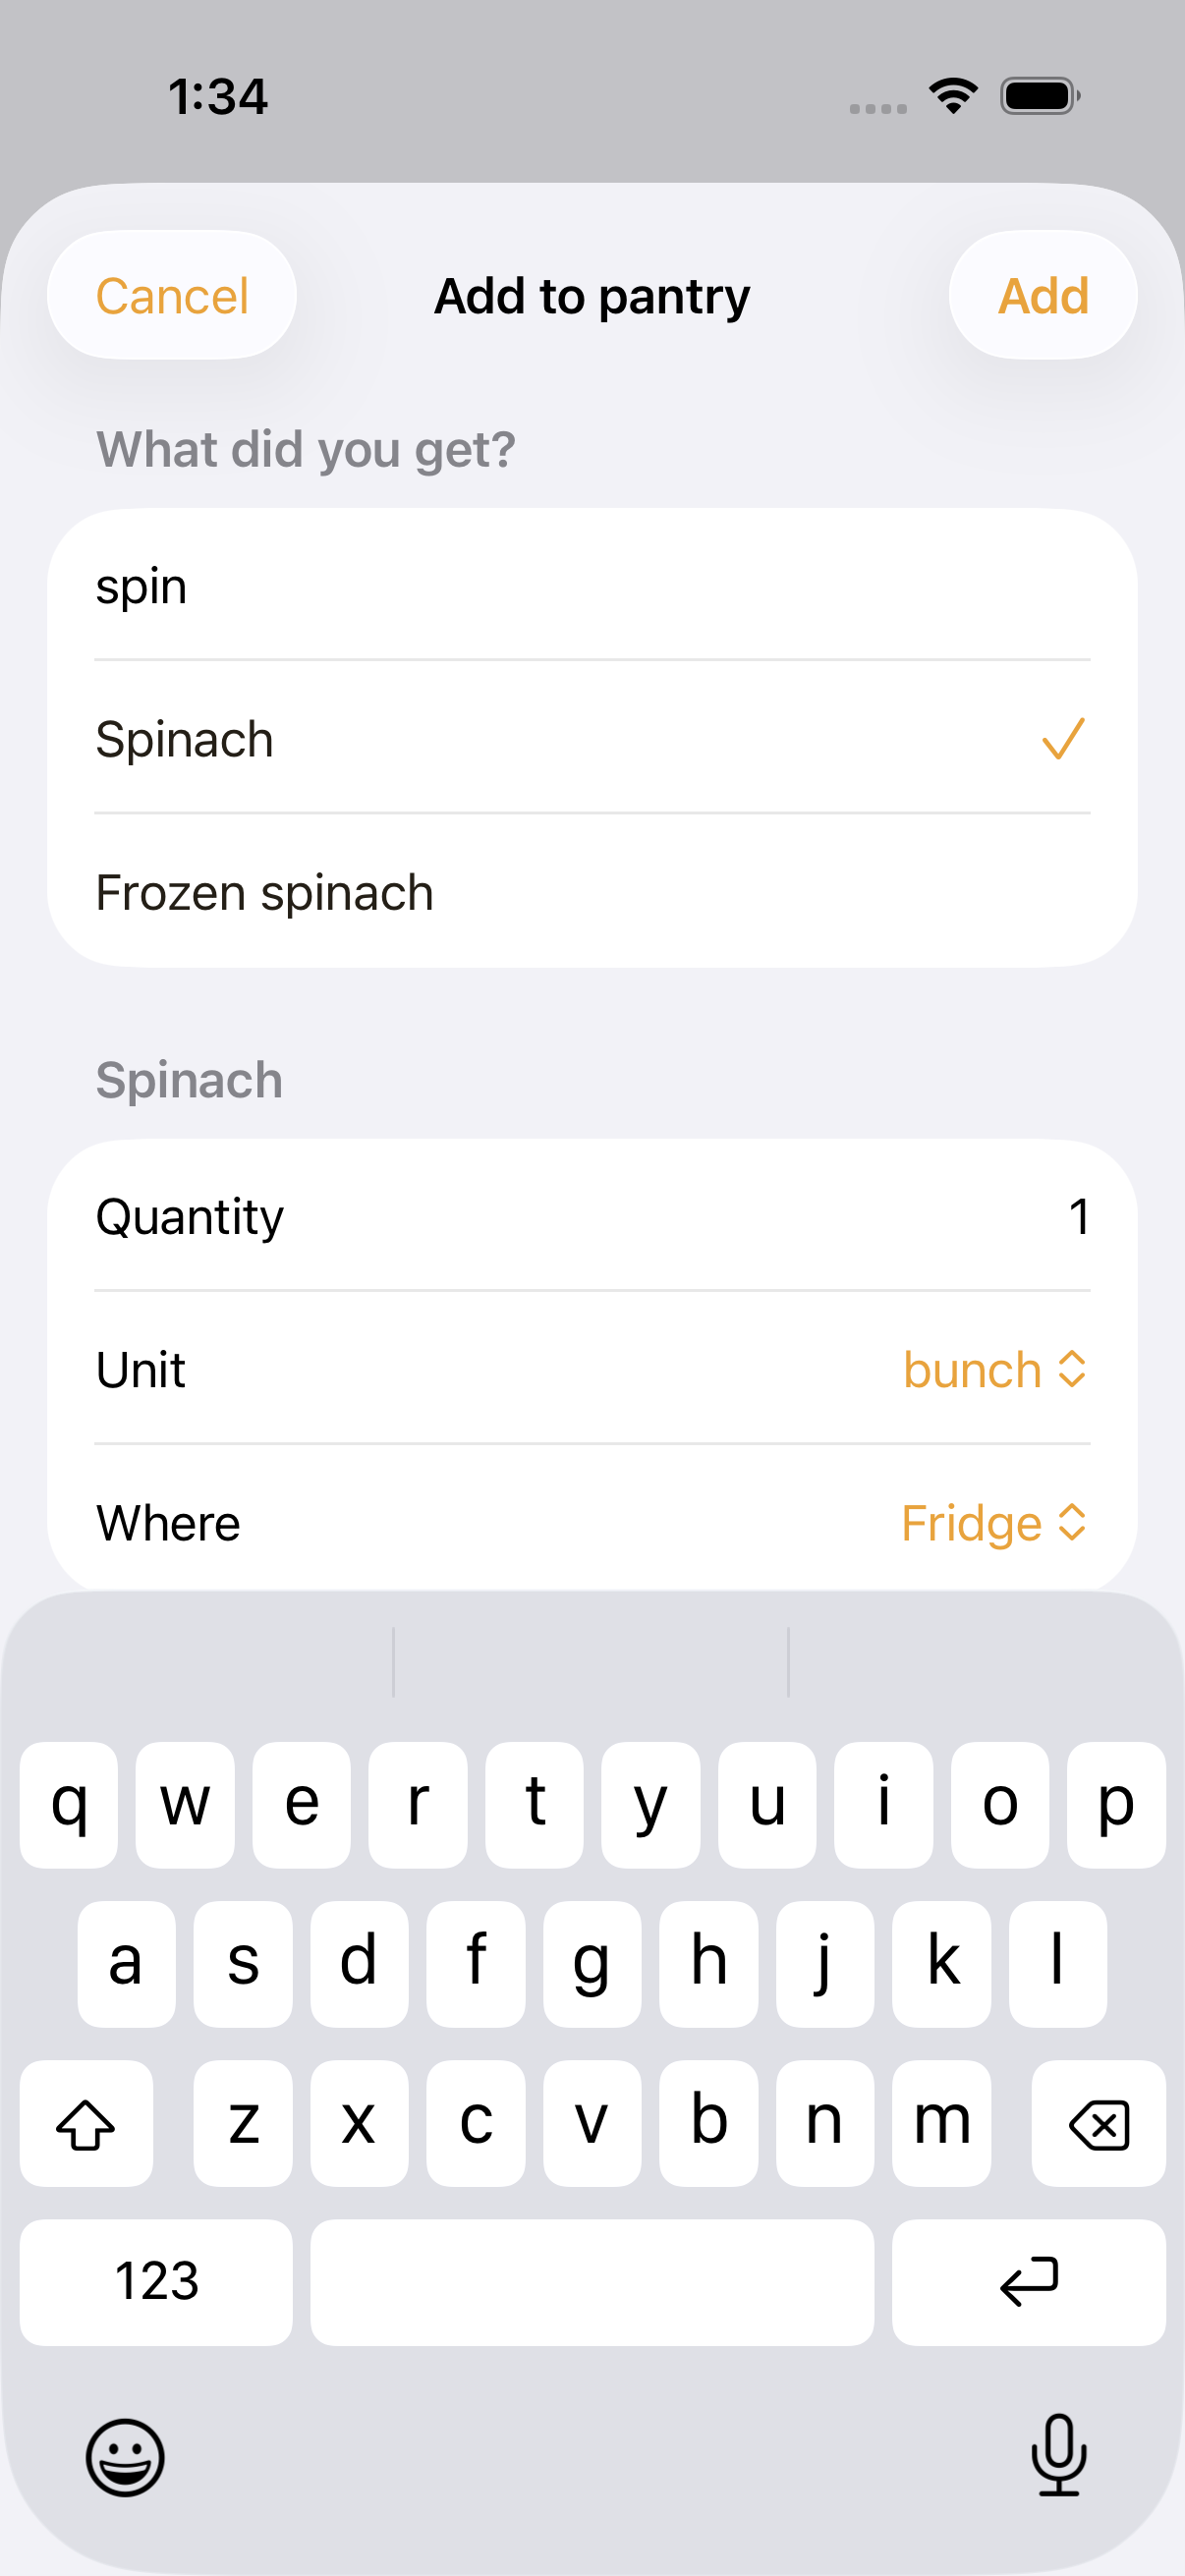 1:34
Cancel Add to pantry Add
What did you get?
spin
Spinach
Frozen spinach
Spinach
Quantity 1
Unit bunch
Where Fridge
q w e r t y u i o p
a s d f g h j k l
z x c v b n m
123